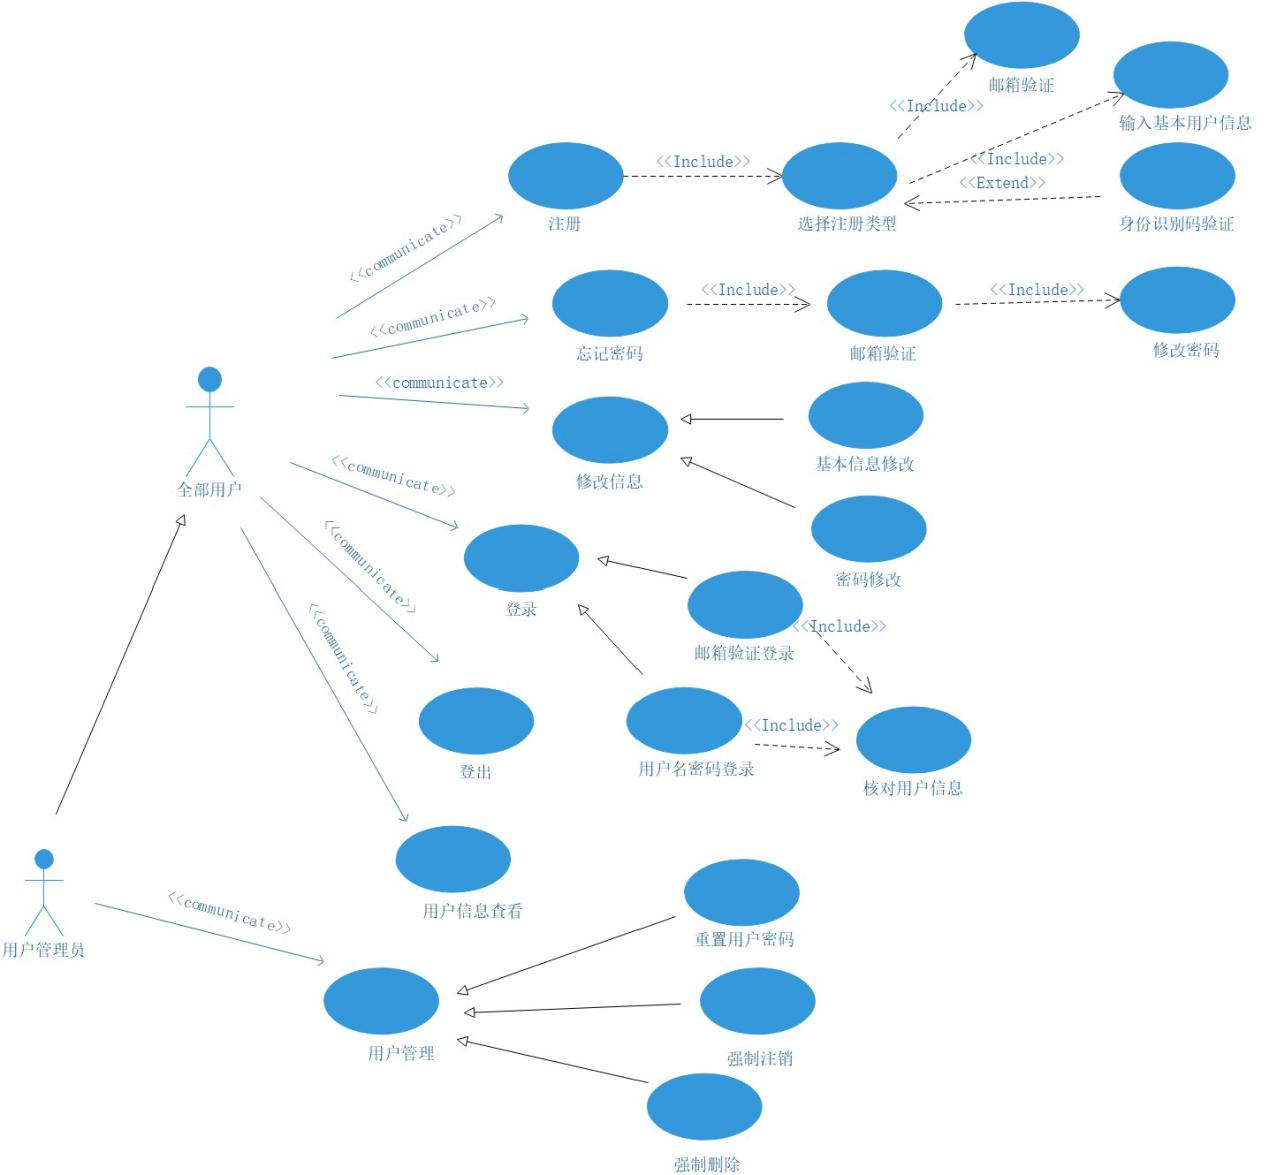 邮箱验证
<<Include>>
输入基本用户信息
<<Include>>
<<Include>>
<<Extend>>
注册
选择注册类型
身份识别码验证
<<communicate>>
<<Include>>
<<Include>>
<<communicate>>
忘记密码
邮箱验证
修改密码
<<communicate>>
基本信息修改
修改信息
<<communicate>>
全部用户
密码修改
<<communicate>>
登录
<<Include>>
邮箱验证登录
<<communicate>>
<<Include>>
登出
用户名密码登录
核对用户信息
用户信息查看
<<communicate>>
重置用户密码
用户管理员
用户管理
强制注销
强制删除